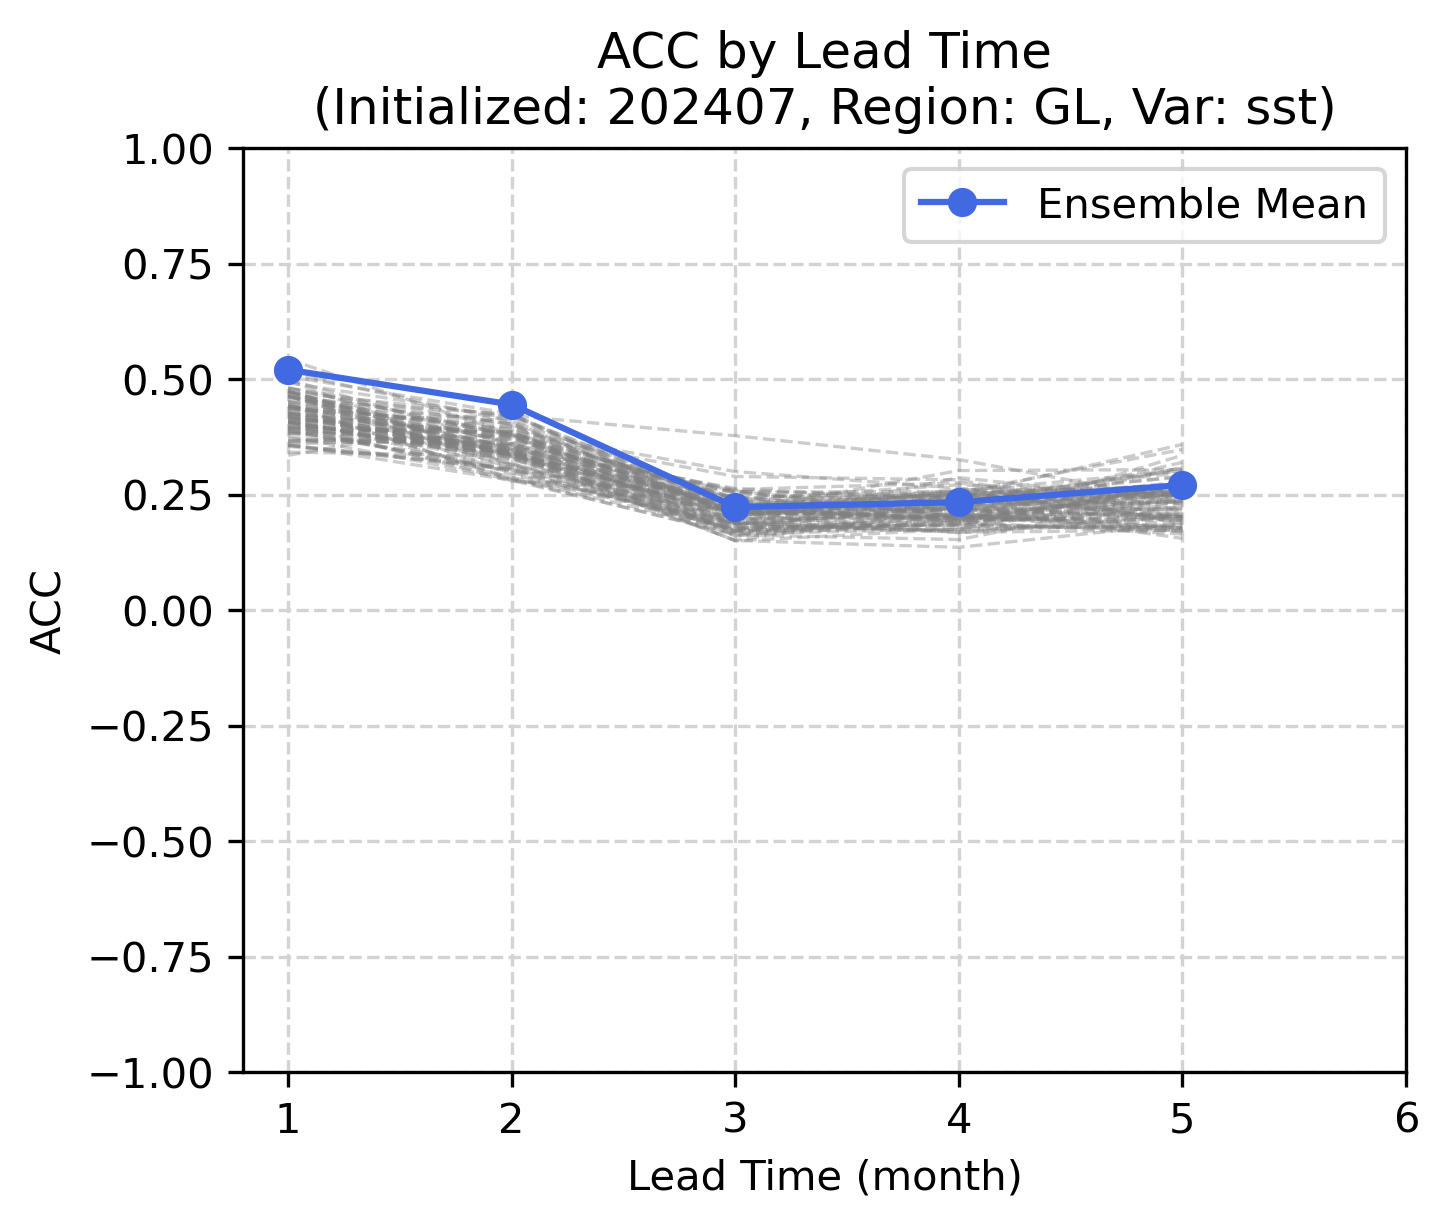 ACC by Lead Time
(Initialized: 202407, Region: GL, Var: sst)
Ensemble Mean
1.00
0.75
0.50
0.25
0.00
−0.25
−0.50
−0.75
−1.00
ACC
1 2 3 4 5 6
Lead Time (month)